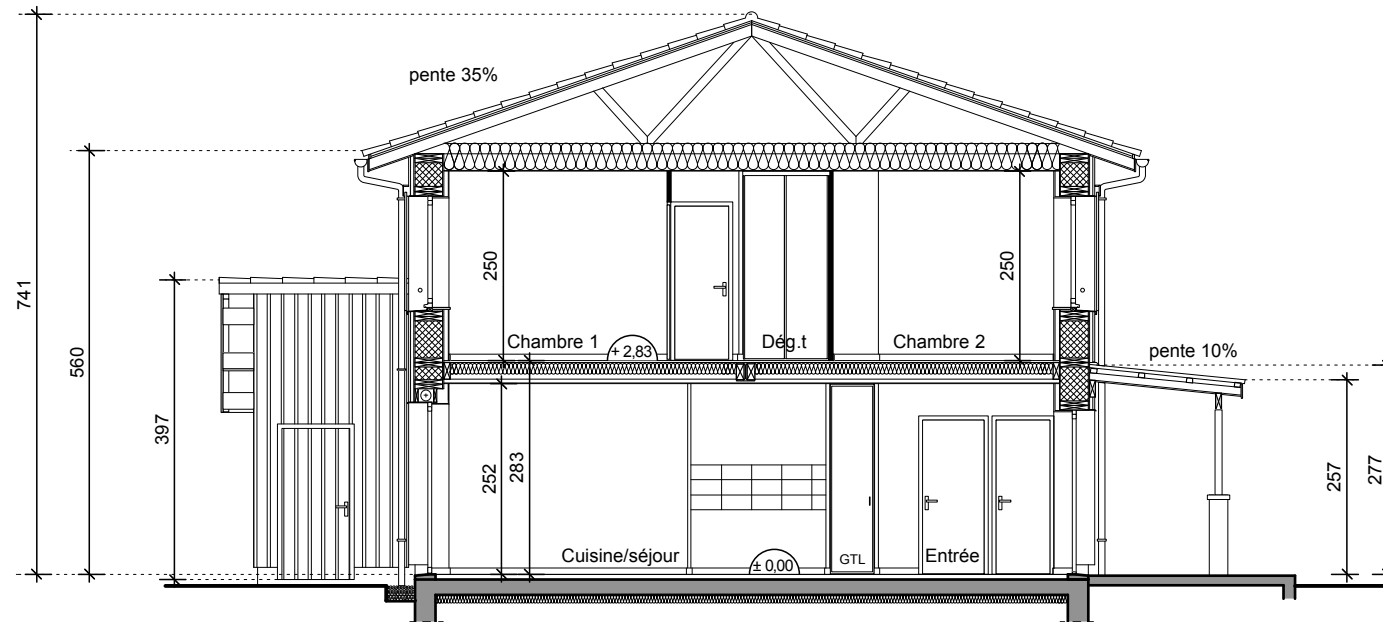 pente 35%
741
560
397
250
250
Chambre 1
+ 2,83
Dég.t
Chambre 2
pente 10%
252
283
257
277
Cuisine/séjour
± 0,00
GTL
Entrée